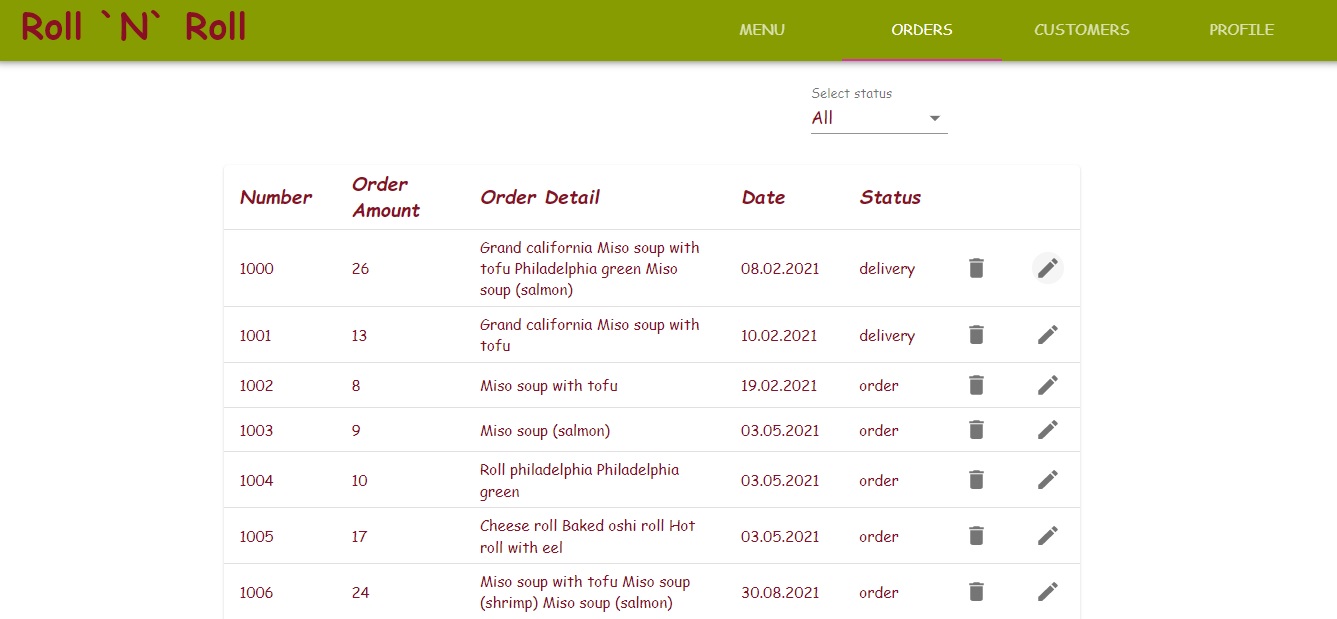 Roll `N` Roll MENU ORDERS CUSTOMERS PROFILE
Select status
All
Number Order Amount Order Detail Date Status
1000 26 Grand california Miso soup with tofu Philadelphia green Miso soup (salmon) 08.02.2021 delivery
1001 13 Grand california Miso soup with tofu 10.02.2021 delivery
1002 8 Miso soup with tofu 19.02.2021 order
1003 9 Miso soup (salmon) 03.05.2021 order
1004 10 Roll philadelphia Philadelphia green 03.05.2021 order
1005 17 Cheese roll Baked oshi roll Hot roll with eel 03.05.2021 order
1006 24 Miso soup with tofu Miso soup (shrimp) Miso soup (salmon) 30.08.2021 order